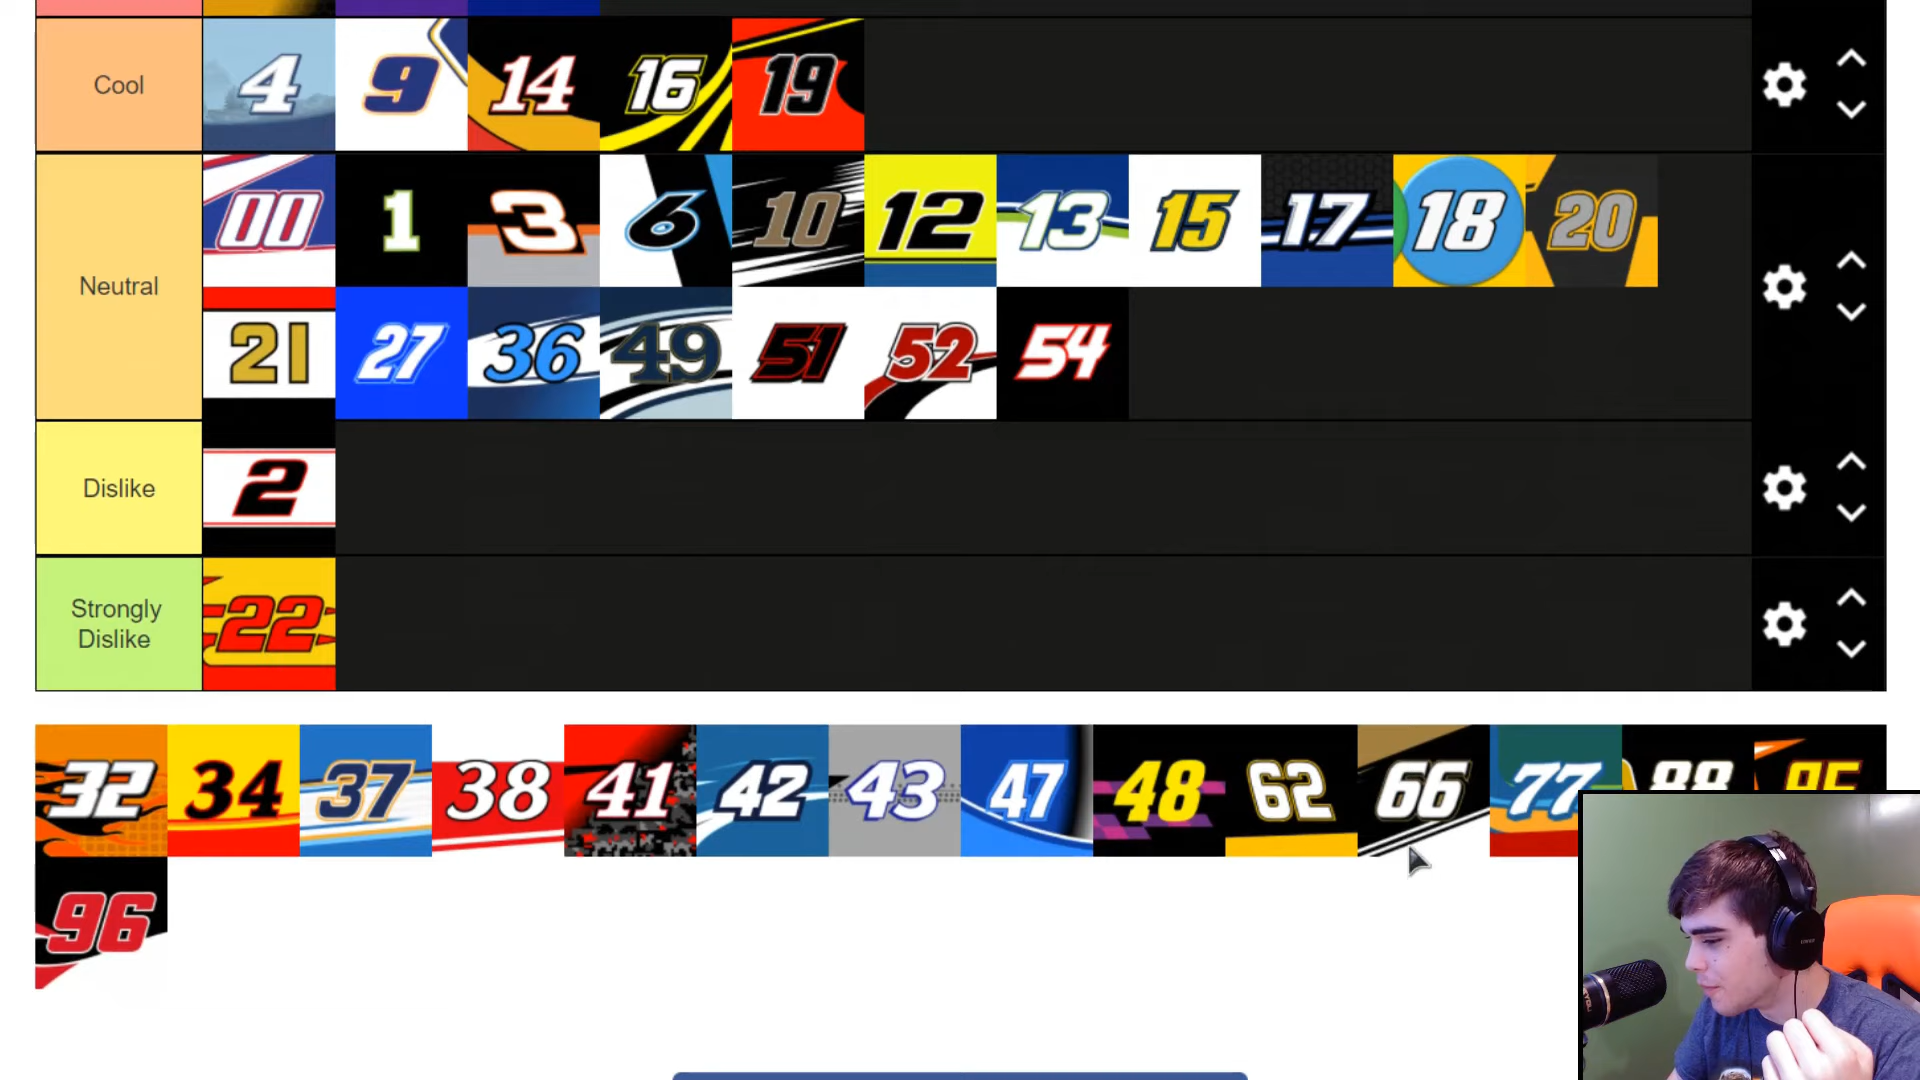 Cool
4 9 14 16 19
Neutral
00 1 3 6 10 12 13 15 17 18 20
21 27 36 49 51 52 54
Dislike
2
Strongly
Dislike
22
32 34 37 38 41 42 43 47 48 62 66 77 88 95
96